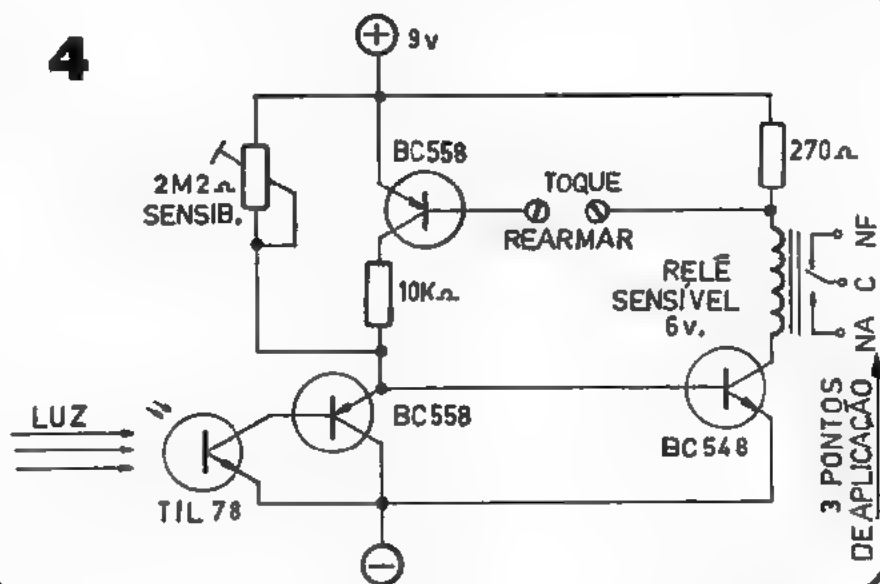 4
9v
BC558
TOQUE
REARMAR
270Ω
2M2Ω
SENSIB.
10KΩ
RELÊ
SENSÍVEL
6v.
NF
C
NA
LUZ
BC558
BC548
TIL 78
3 PONTOS
DE APLICAÇÃO